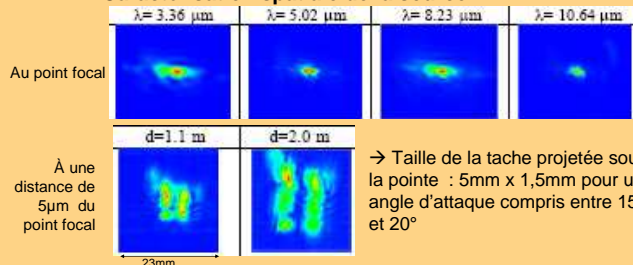 λ= 3.36 µm λ= 5.02 µm λ= 8.23 µm λ= 10.64 µm
Au point focal
d=1.1 m d=2.0 m
À une
distance de
5µm du
point focal
→ Taille de la tache projetée sou
la pointe : 5mm x 1,5mm pour u
angle d’attaque compris entre 15
et 20°
23mm